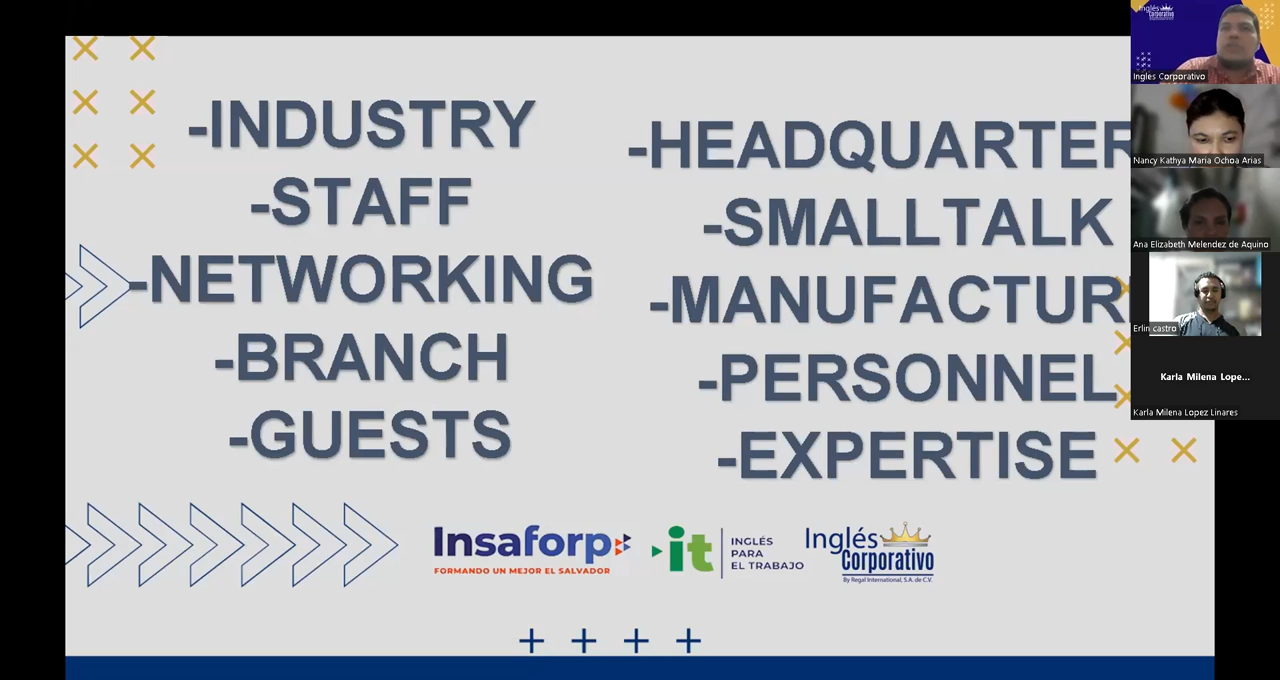 -INDUSTRY
-STAFF
-NETWORKING
-BRANCH
-GUESTS
-HEADQUARTER
-SMALLTALK
-MANUFACTUR
-PERSONNEL
-EXPERTISE
Insaforp
FORMANDO UN MEJOR EL SALVADOR
it
INGLÉS
PARA
EL TRABAJO
Inglés
Corporativo
By Regal International, S.A. de C.V.
Inglés
Corporativo
Ingles Corporativo
Nancy Kathya Maria Ochoa Arias
Ana Elizabeth Melendez de Aquino
Erlin castro
Karla Milena Lope...
Karla Milena Lopez Linares